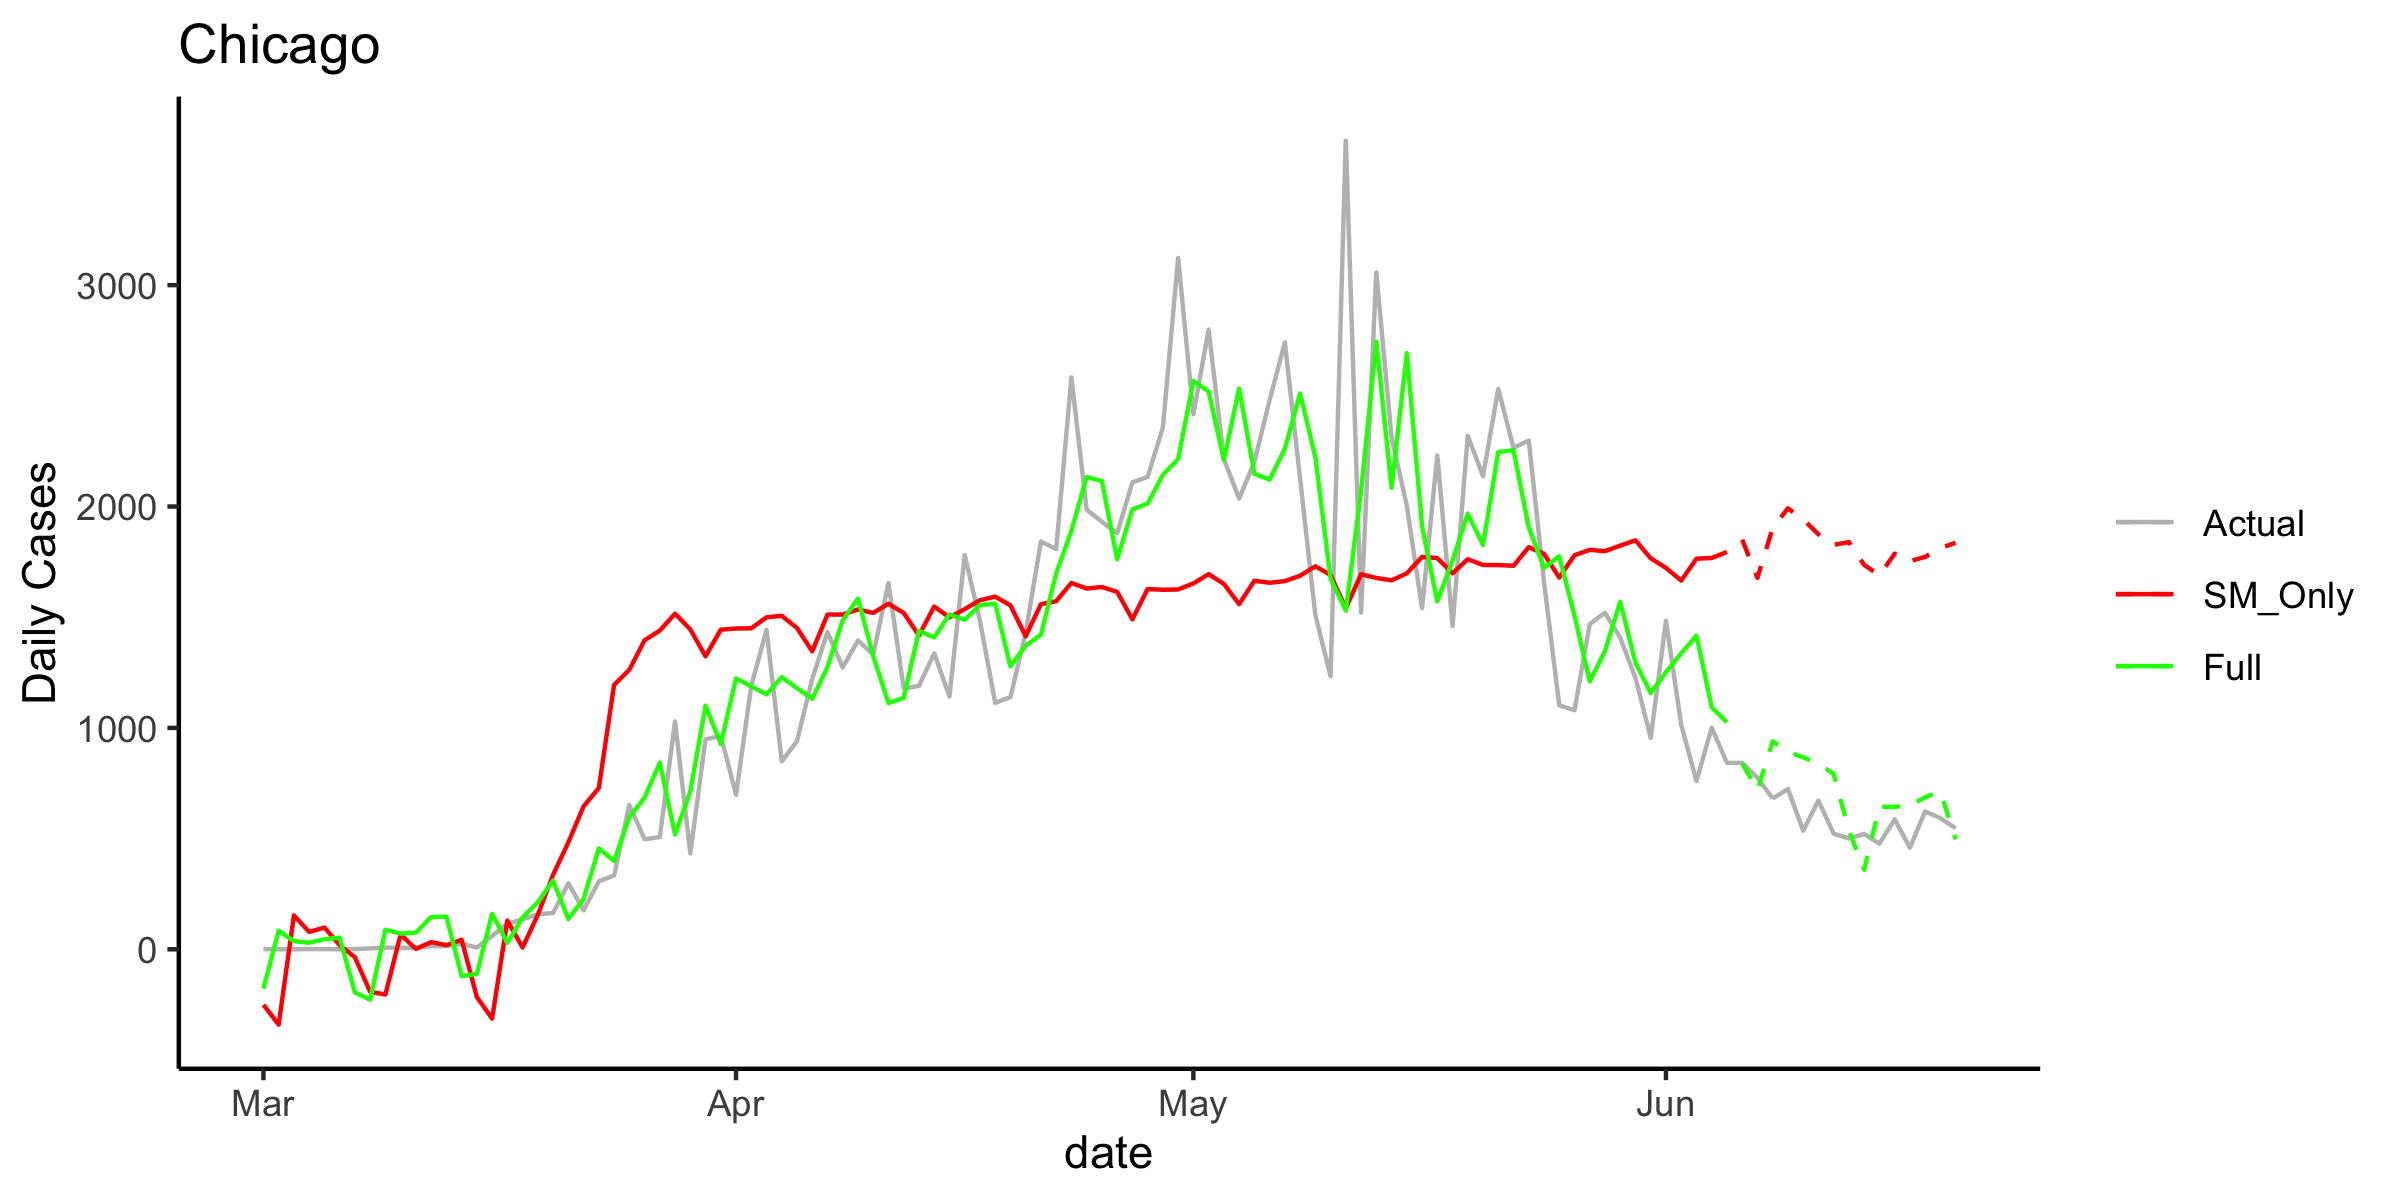 Chicago
Daily Cases
3000
2000
1000
0
Mar
Apr
May
Jun
date
Actual
SM_Only
Full